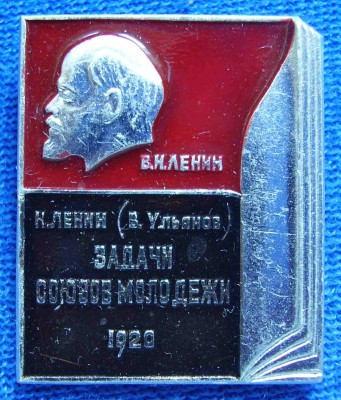 В.И.ЛЕНИН
Н.ЛЕНИН (В. УЛЬЯНОВ)
ЗАДАЧИ
СОЮЗОВ МОЛОДЕЖИ
1920